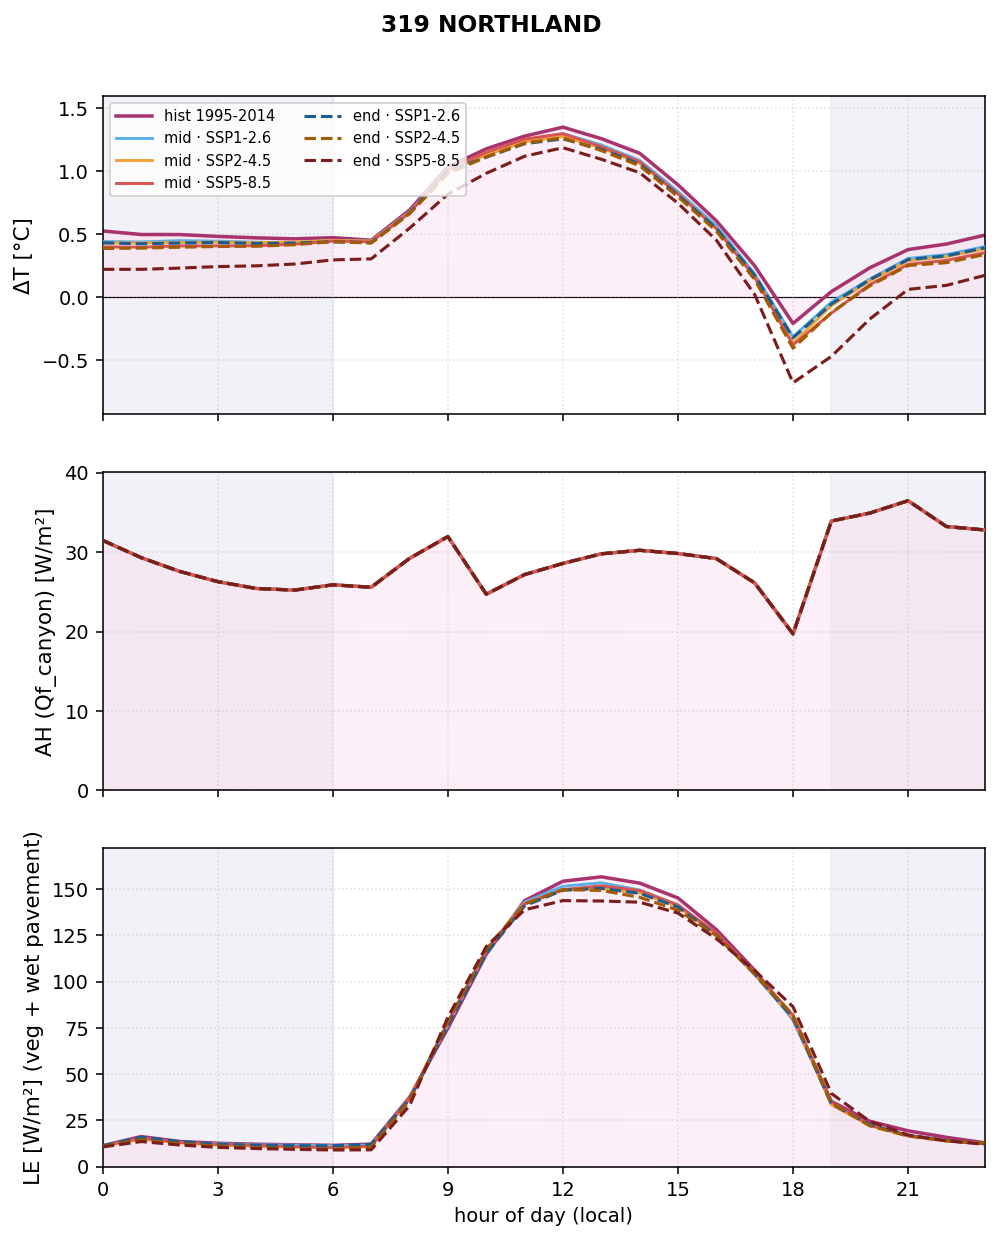 319 NORTHLAND
ΔT [°C]
1.5
1.0
0.5
0.0
−0.5
hist 1995-2014
mid · SSP1-2.6
mid · SSP2-4.5
mid · SSP5-8.5
end · SSP1-2.6
end · SSP2-4.5
end · SSP5-8.5
AH (Qf_canyon) [W/m²]
40
30
20
10
0
LE [W/m²] (veg + wet pavement)
150
125
100
75
50
25
0
0 3 6 9 12 15 18 21
hour of day (local)